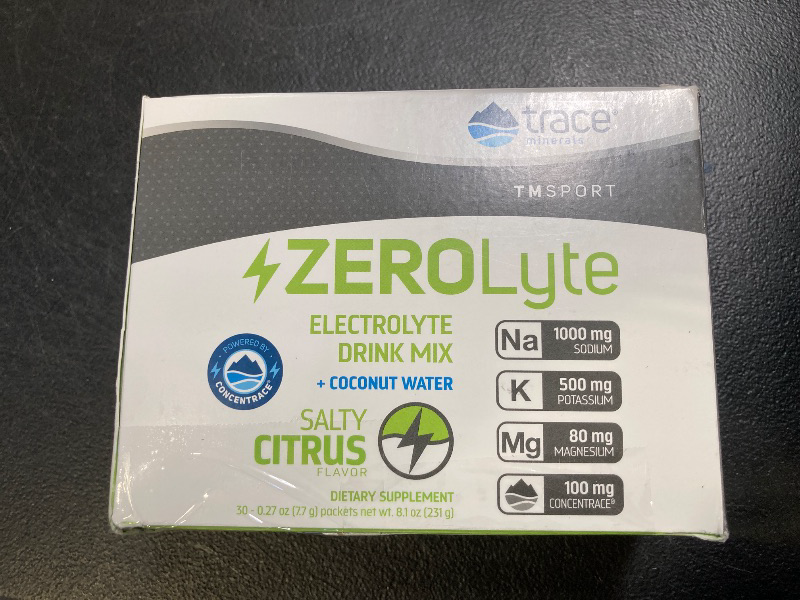 trace®
minerals
TMSPORT
ZEROLyte
ELECTROLYTE
DRINK MIX
+ COCONUT WATER
POWERED BY
CONCENTRACE®
SALTY
CITRUS
FLAVOR
DIETARY SUPPLEMENT
30 - 0.27 oz (7.7 g) packets net wt. 8.1 oz (231 g)
Na 1000 mg
SODIUM
K 500 mg
POTASSIUM
Mg 80 mg
MAGNESIUM
100 mg
CONCENTRACE®